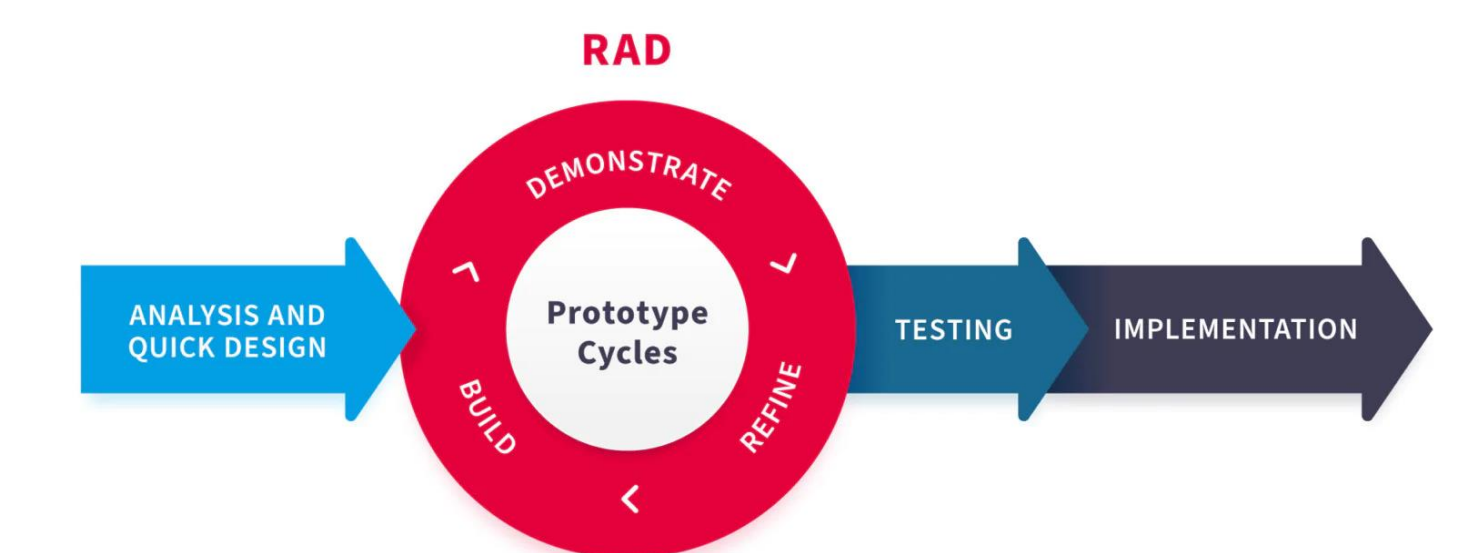 RAD
DEMONSTRATE
ANALYSIS AND
QUICK DESIGN
Prototype
Cycles
BUILD
REFINE
TESTING
IMPLEMENTATION